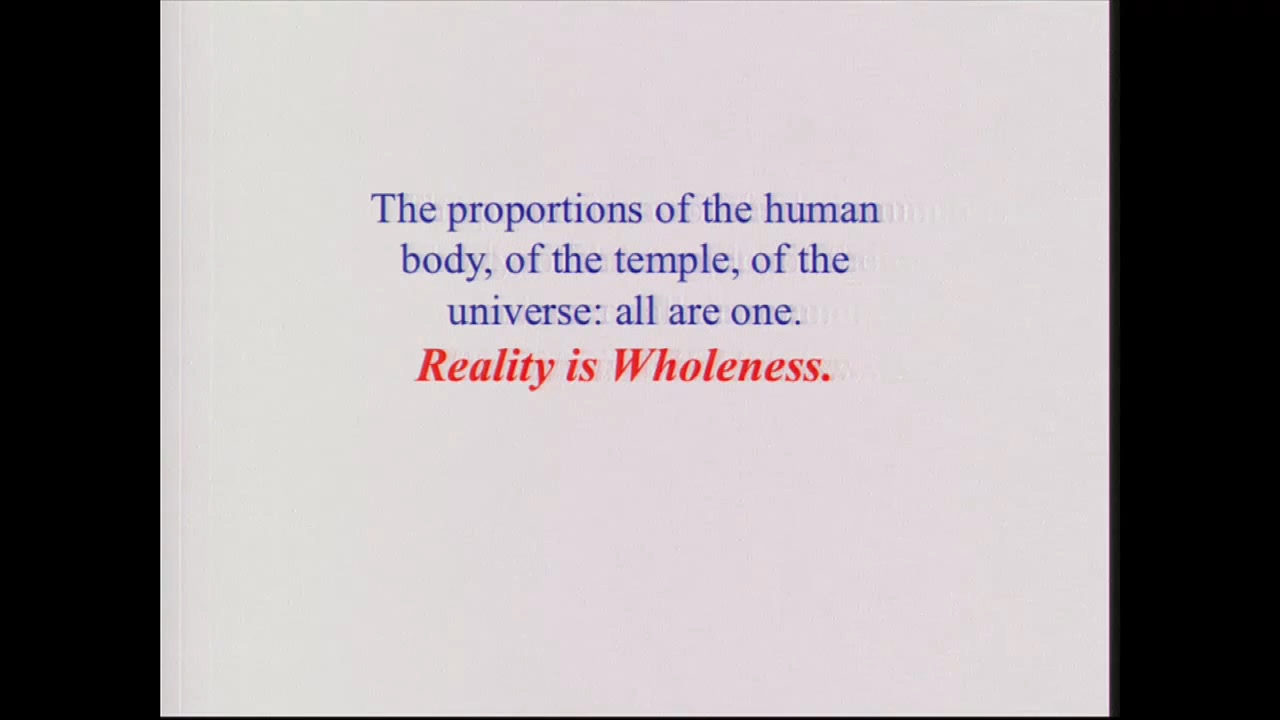 The proportions of the human
body, of the temple, of the
universe: all are one.
Reality is Wholeness.